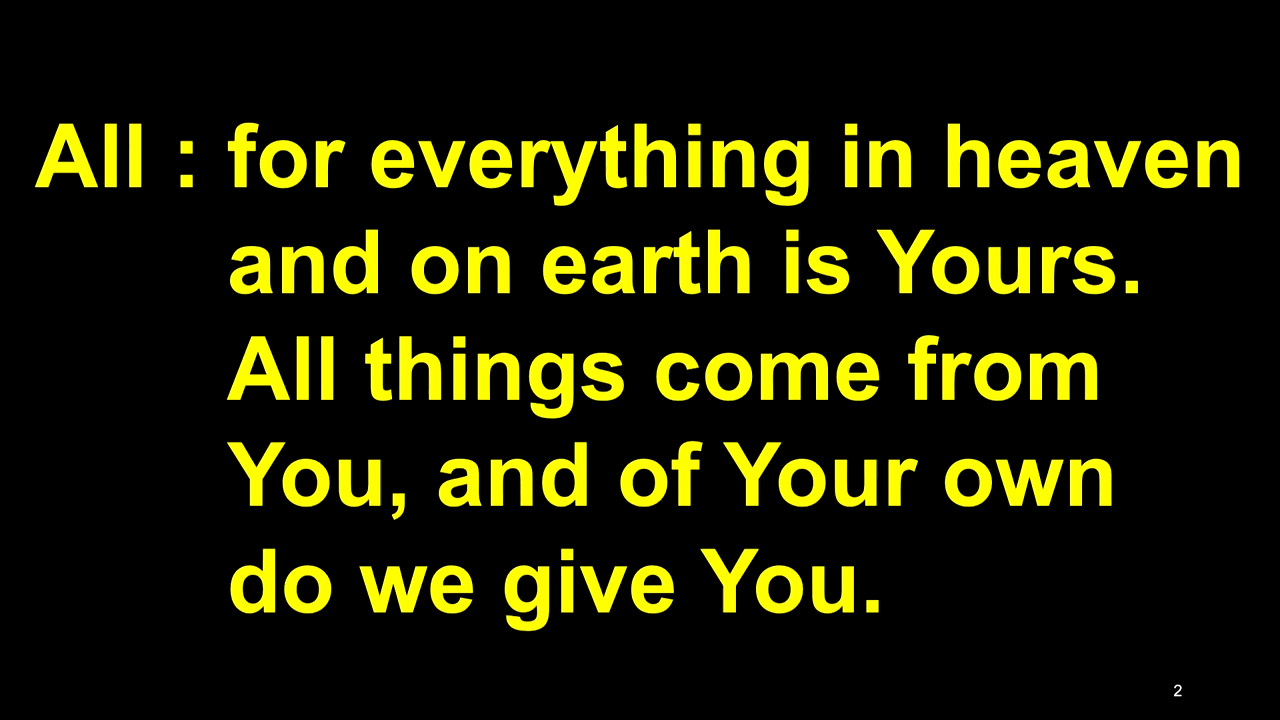 All : for everything in heaven
and on earth is Yours.
All things come from
You, and of Your own
do we give You.
2